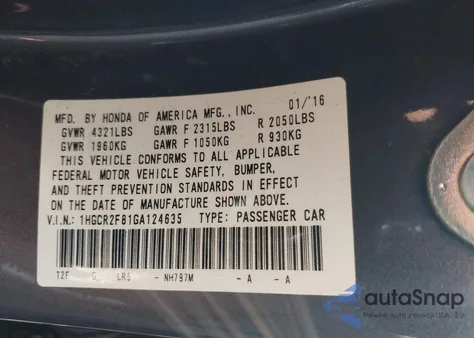 MFD. BY HONDA OF AMERICA MFG., INC. 01/'16
GVWR 4321LBS GAWR F 2315LBS R 2050LBS
GVWR 1960KG GAWR F 1050KG R 930KG
THIS VEHICLE CONFORMS TO ALL APPLICABLE
FEDERAL MOTOR VEHICLE SAFETY, BUMPER,
AND THEFT PREVENTION STANDARDS IN EFFECT
ON THE DATE OF MANUFACTURE SHOWN ABOVE.
V.I.N.: 1HGCR2F81GA124635 TYPE: PASSENGER CAR
T2F LRS - NH797M - A - A
autoSnap